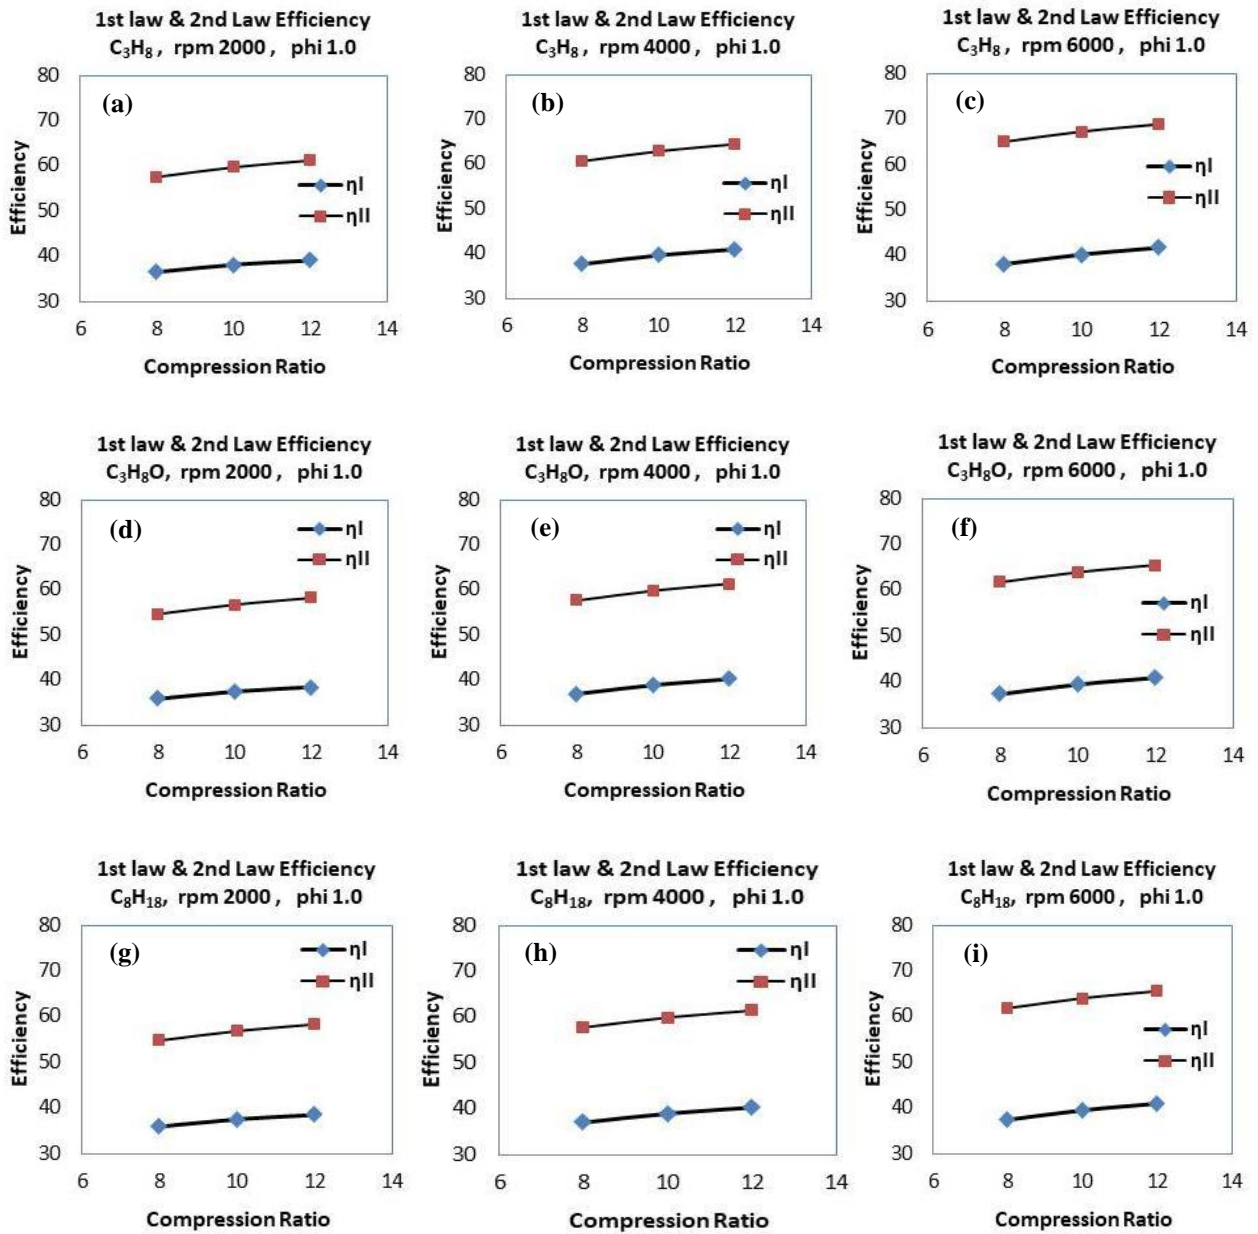 1st law & 2nd Law Efficiency
C₃H₈ , rpm 2000 , phi 1.0
80
70
60
50
40
30
(a)
ηI
ηII
Efficiency
6 8 10 12 14
Compression Ratio
1st law & 2nd Law Efficiency
C₃H₈ , rpm 4000 , phi 1.0
80
70
60
50
40
30
(b)
ηI
ηII
Efficiency
6 8 10 12 14
Compression Ratio
1st law & 2nd Law Efficiency
C₃H₈ , rpm 6000 , phi 1.0
80
70
60
50
40
30
(c)
ηI
ηII
Efficiency
6 8 10 12 14
Compression Ratio
1st law & 2nd Law Efficiency
C₃H₈O, rpm 2000 , phi 1.0
80
70
60
50
40
30
(d)
ηI
ηII
Efficiency
6 8 10 12 14
Compression Ratio
1st law & 2nd Law Efficiency
C₃H₈O, rpm 4000 , phi 1.0
80
70
60
50
40
30
(e)
ηI
ηII
Efficiency
6 8 10 12 14
Compression Ratio
1st law & 2nd Law Efficiency
C₃H₈O, rpm 6000 , phi 1.0
80
70
60
50
40
30
(f)
ηI
ηII
Efficiency
6 8 10 12 14
Compression Ratio
1st law & 2nd Law Efficiency
C₈H₁₈, rpm 2000 , phi 1.0
80
70
60
50
40
30
(g)
ηI
ηII
Efficiency
6 8 10 12 14
Compression Ratio
1st law & 2nd Law Efficiency
C₈H₁₈, rpm 4000 , phi 1.0
80
70
60
50
40
30
(h)
ηI
ηII
Efficiency
6 8 10 12 14
Compression Ratio
1st law & 2nd Law Efficiency
C₈H₁₈, rpm 6000 , phi 1.0
80
70
60
50
40
30
(i)
ηI
ηII
Efficiency
6 8 10 12 14
Compression Ratio